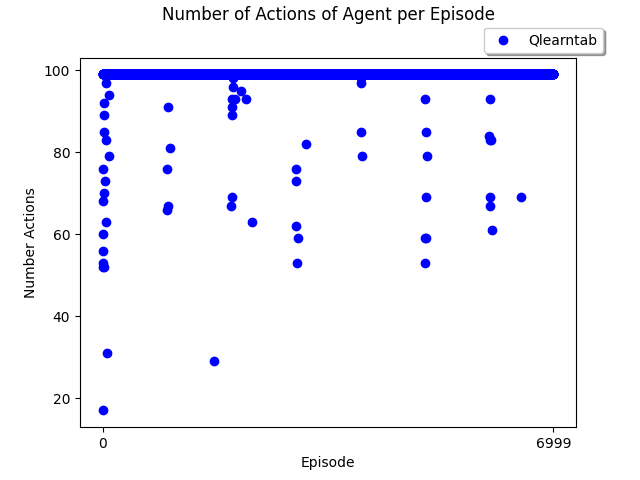 Number of Actions of Agent per Episode
Qlearntab
100
80
60
40
20
Number Actions
0
6999
Episode